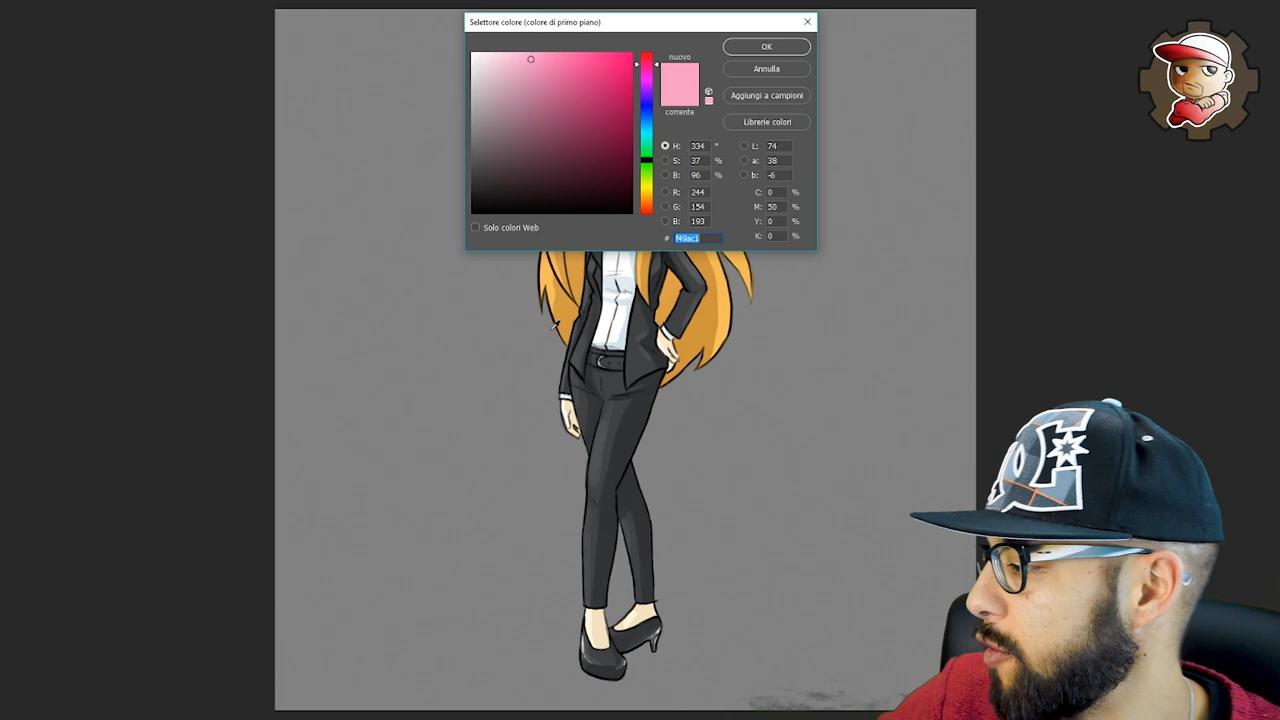 Selettore colore (colore di primo piano)
nuovo
corrente
OK
Annulla
Aggiungi a campioni
Librerie colori
H: 334 °
S: 37 %
B: 96 %
R: 244
G: 154
B: 193
# f49ac1
L: 74
a: 38
b: -6
C: 0 %
M: 50 %
Y: 0 %
K: 0 %
Solo colori Web